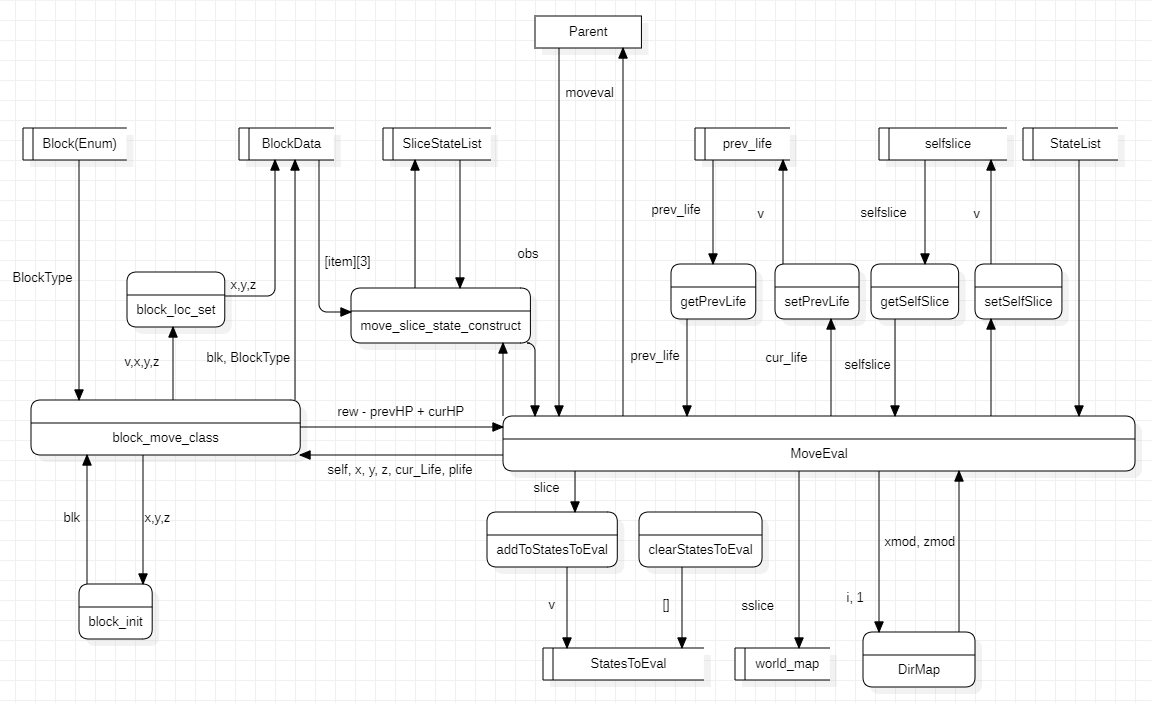 Parent
moveval
Block(Enum)
BlockData
SliceStateList
prev_life
selfslice
StateList
prev_life
v
selfslice
v
obs
[item][3]
BlockType
x,y,z
block_loc_set
move_slice_state_construct
getPrevLife
setPrevLife
getSelfSlice
setSelfSlice
v,x,y,z
blk, BlockType
prev_life
cur_life
selfslice
rew - prevHP + curHP
block_move_class
MoveEval
self, x, y, z, cur_Life, plife
slice
blk
x,y,z
addToStatesToEval
clearStatesToEval
xmod, zmod
v
[]
sslice
i, 1
block_init
StatesToEval
world_map
DirMap